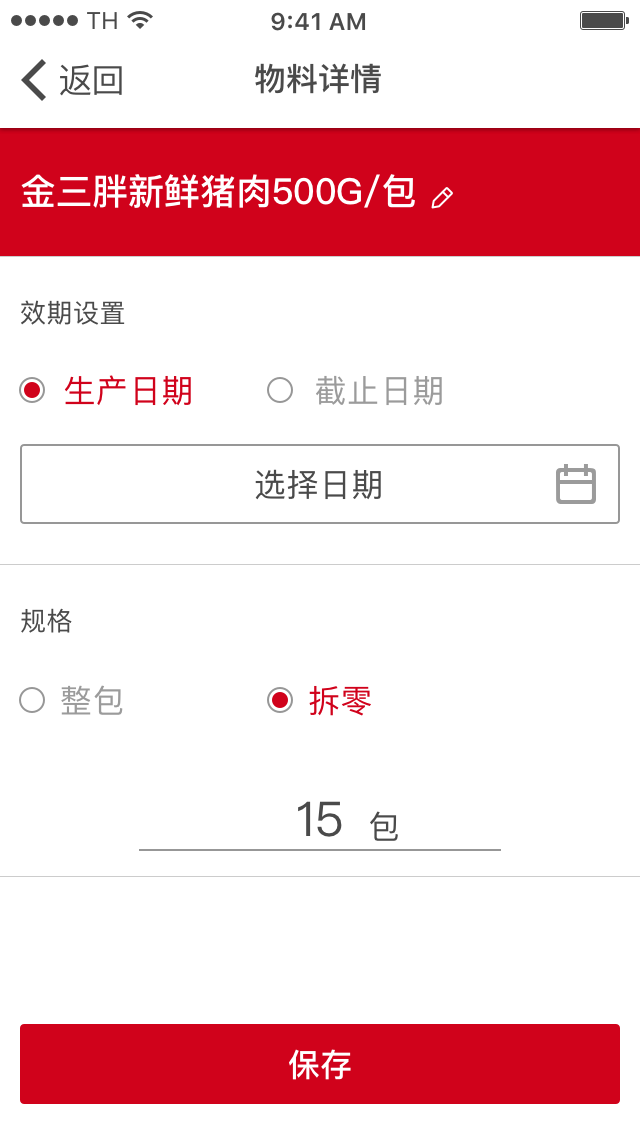 TH 9:41 AM
返回 物料详情
金三胖新鲜猪肉500G/包
效期设置
生产日期 截止日期
选择日期
规格
整包 拆零
15 包
保存